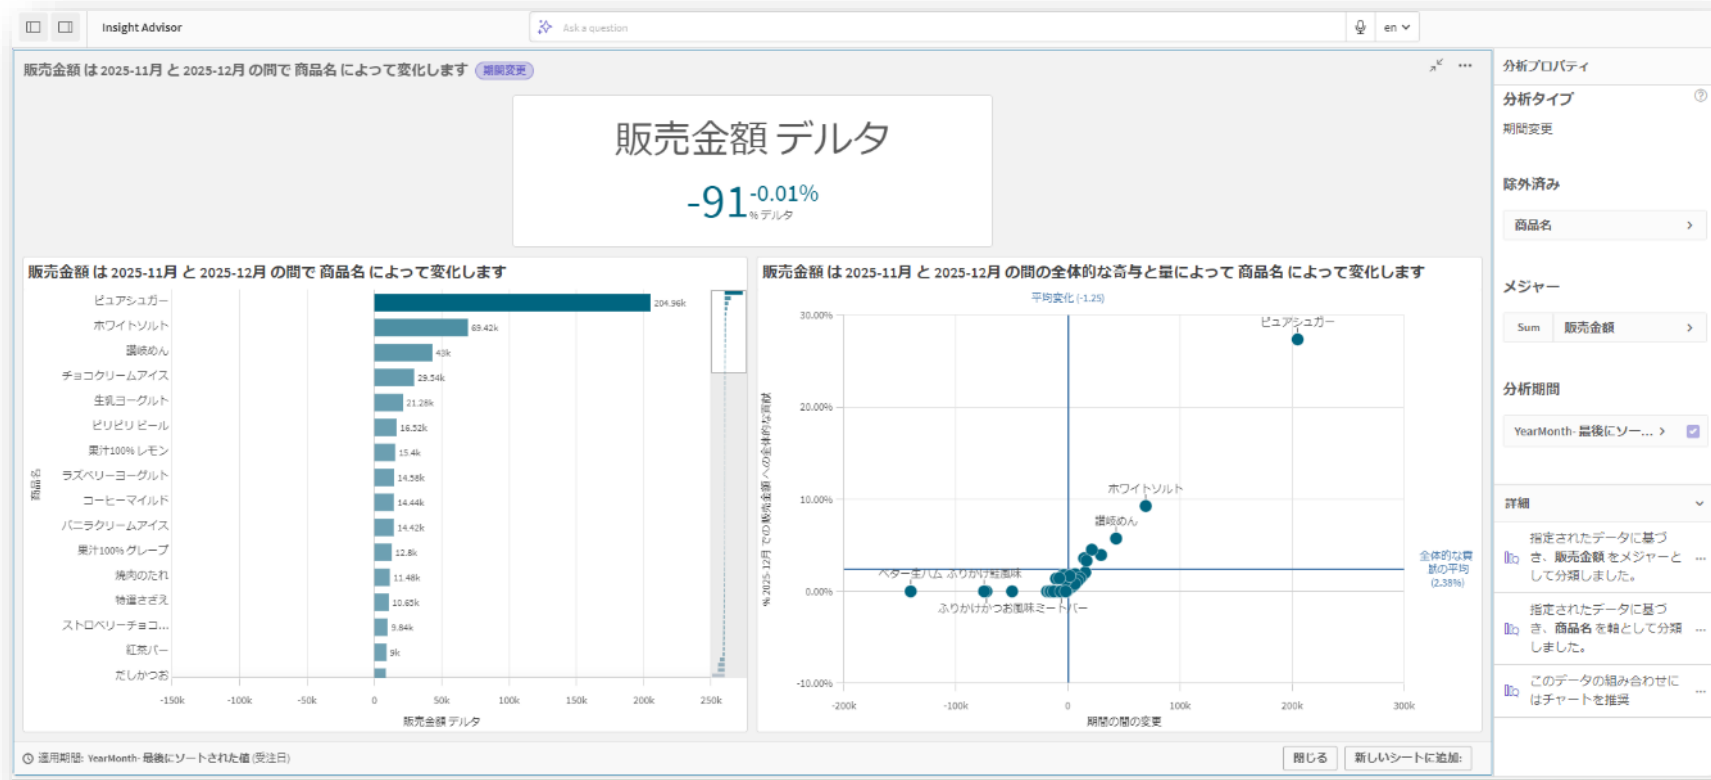 Insight Advisor
Ask a question
en
販売金額 は 2025-11月 と 2025-12月 の間で 商品名 によって変化します
期間変更
販売金額 デルタ
-91
-0.01%
% デルタ
販売金額 は 2025-11月 と 2025-12月 の間で 商品名 によって変化します
商品名
ピュアシュガー
204.96k
ホワイトソルト
69.42k
讃岐めん
43k
チョコクリームアイス
29.54k
生乳ヨーグルト
21.28k
ピリピリ ビール
16.52k
果汁100% レモン
15.4k
ラズベリーヨーグルト
14.58k
コーヒーマイルド
14.44k
バニラクリームアイス
14.42k
果汁100% グレープ
12.8k
焼肉のたれ
11.48k
特選さざえ
10.65k
ストロベリーチョコ...
9.84k
紅茶バー
9k
だしかつお
-150k
-100k
-50k
0
50k
100k
150k
200k
250k
販売金額 デルタ
販売金額 は 2025-11月 と 2025-12月 の間の全体的な寄与と量によって 商品名 によって変化します
平均変化 (-1.25)
% 2025-12月 での 販売金額 への全体的な貢献
30.00%
20.00%
10.00%
0.00%
-10.00%
ピュアシュガー
ホワイトソルト
讃岐めん
ベター生ハム
ふりかけ鮭風味
ふりかけかつお風味
ミートバー
全体的な貢
献の平均
(2.38%)
-200k
-100k
0
100k
200k
300k
期間の間の変更
適用期間: YearMonth- 最後にソートされた値 (受注日)
閉じる
新しいシートに追加:
分析プロパティ
分析タイプ
期間変更
除外済み
商品名
メジャー
Sum
販売金額
分析期間
YearMonth- 最後にソー...
詳細
指定されたデータに基づ
き、販売金額 をメジャーと
して分類しました。
指定されたデータに基づ
き、商品名 を軸として分類
しました。
このデータの組み合わせに
はチャートを推奨